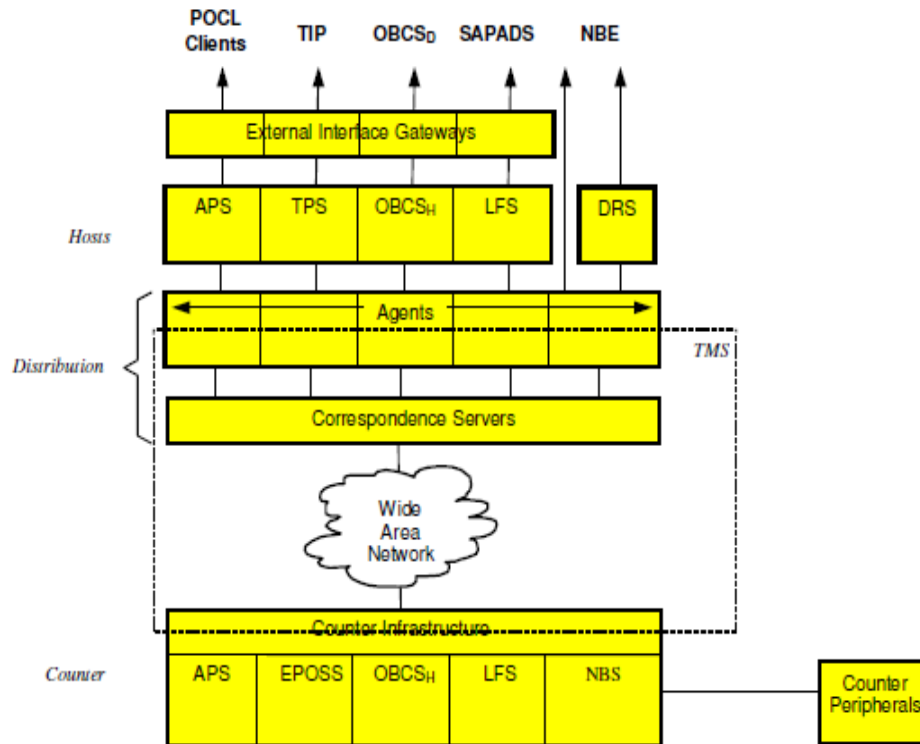 POCL
Clients
TIP
OBCSD
SAPADS
NBE
External Interface Gateways
APS
TPS
OBCSH
LFS
DRS
Hosts
Agents
TMS
Distribution
Correspondence Servers
Wide
Area
Network
Counter Infrastructure
Counter
APS
EPOSS
OBCSH
LFS
NBS
Counter
Peripherals